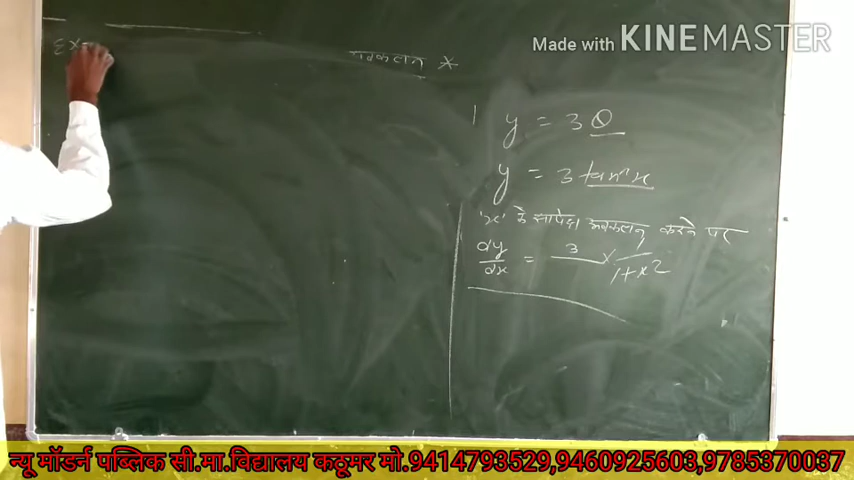 Made with KINEMASTER
Ex-
अवकलन *
y = 3θ
y = 3 tan⁻¹x
'x' के सापेक्ष अवकलन करने पर
dy/dx = 3 × 1/1+x²
न्यू मॉडर्न पब्लिक सी.मा.विद्यालय कठूमर मो.9414793529,9460925603,9785370037